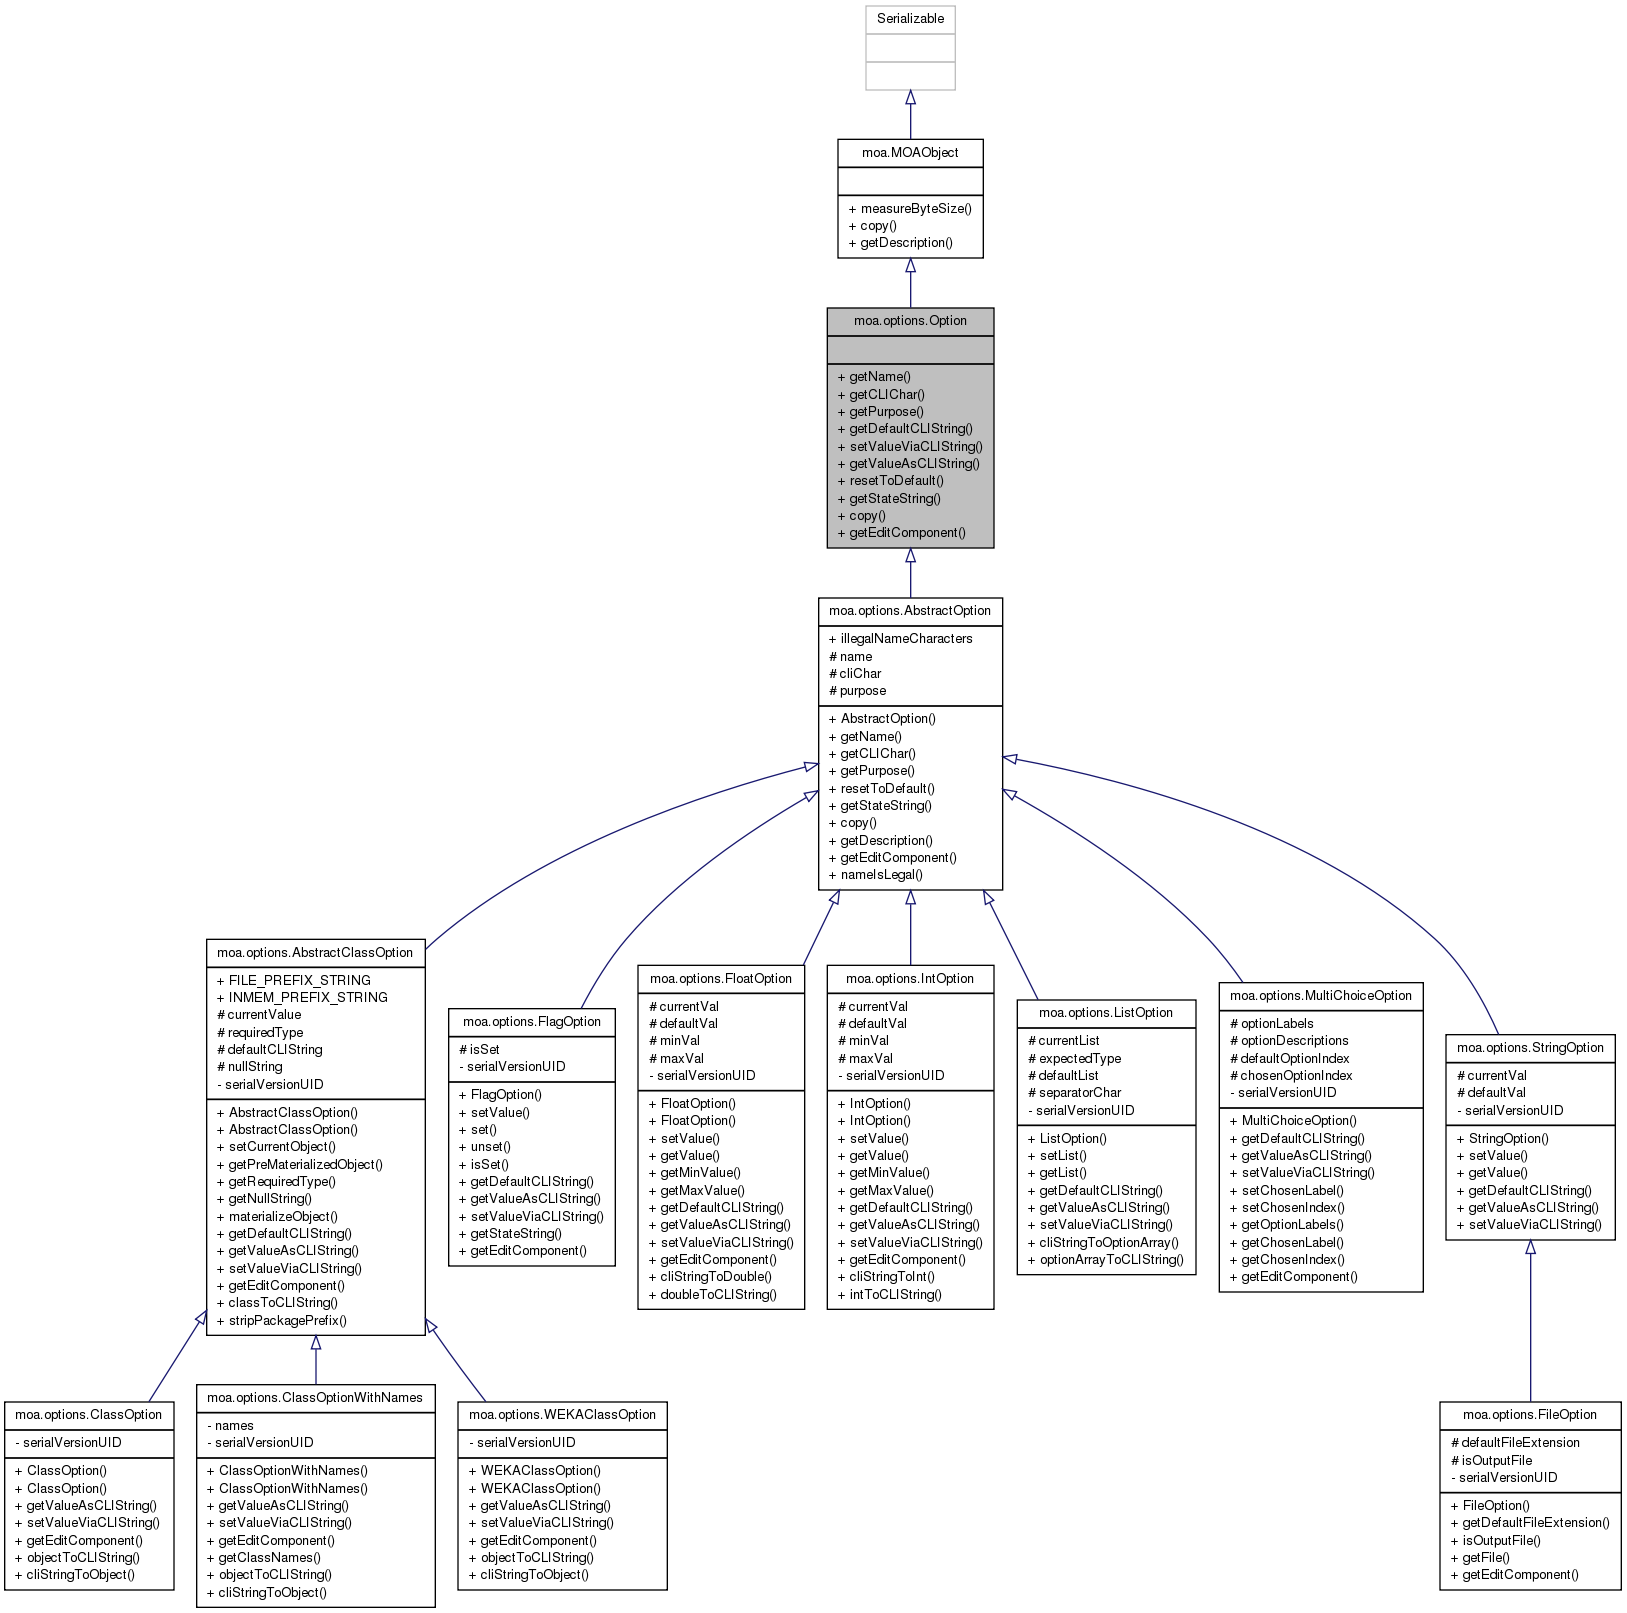 Serializable
moa.MOAObject
+ measureByteSize()
+ copy()
+ getDescription()
moa.options.Option
+ getName()
+ getCLIChar()
+ getPurpose()
+ getDefaultCLIString()
+ setValueViaCLIString()
+ getValueAsCLIString()
+ resetToDefault()
+ getStateString()
+ copy()
+ getEditComponent()
moa.options.AbstractOption
+ illegalNameCharacters
# name
# cliChar
# purpose
+ AbstractOption()
+ getName()
+ getCLIChar()
+ getPurpose()
+ resetToDefault()
+ getStateString()
+ copy()
+ getDescription()
+ getEditComponent()
+ nameIsLegal()
moa.options.AbstractClassOption
+ FILE_PREFIX_STRING
+ INMEM_PREFIX_STRING
# currentValue
# requiredType
# defaultCLIString
# nullString
- serialVersionUID
+ AbstractClassOption()
+ AbstractClassOption()
+ setCurrentObject()
+ getPreMaterializedObject()
+ getRequiredType()
+ getNullString()
+ materializeObject()
+ getDefaultCLIString()
+ getValueAsCLIString()
+ setValueViaCLIString()
+ getEditComponent()
+ classToCLIString()
+ stripPackagePrefix()
moa.options.FlagOption
# isSet
- serialVersionUID
+ FlagOption()
+ setValue()
+ set()
+ unset()
+ isSet()
+ getDefaultCLIString()
+ getValueAsCLIString()
+ setValueViaCLIString()
+ getStateString()
+ getEditComponent()
moa.options.FloatOption
# currentVal
# defaultVal
# minVal
# maxVal
- serialVersionUID
+ FloatOption()
+ FloatOption()
+ setValue()
+ getValue()
+ getMinValue()
+ getMaxValue()
+ getDefaultCLIString()
+ getValueAsCLIString()
+ setValueViaCLIString()
+ getEditComponent()
+ cliStringToDouble()
+ doubleToCLIString()
moa.options.IntOption
# currentVal
# defaultVal
# minVal
# maxVal
- serialVersionUID
+ IntOption()
+ IntOption()
+ setValue()
+ getValue()
+ getMinValue()
+ getMaxValue()
+ getDefaultCLIString()
+ getValueAsCLIString()
+ setValueViaCLIString()
+ getEditComponent()
+ cliStringToInt()
+ intToCLIString()
moa.options.ListOption
# currentList
# expectedType
# defaultList
# separatorChar
- serialVersionUID
+ ListOption()
+ setList()
+ getList()
+ getDefaultCLIString()
+ getValueAsCLIString()
+ setValueViaCLIString()
+ cliStringToOptionArray()
+ optionArrayToCLIString()
moa.options.MultiChoiceOption
# optionLabels
# optionDescriptions
# defaultOptionIndex
# chosenOptionIndex
- serialVersionUID
+ MultiChoiceOption()
+ getDefaultCLIString()
+ getValueAsCLIString()
+ setValueViaCLIString()
+ setChosenLabel()
+ setChosenIndex()
+ getOptionLabels()
+ getChosenLabel()
+ getChosenIndex()
+ getEditComponent()
moa.options.StringOption
# currentVal
# defaultVal
- serialVersionUID
+ StringOption()
+ setValue()
+ getValue()
+ getDefaultCLIString()
+ getValueAsCLIString()
+ setValueViaCLIString()
moa.options.ClassOption
- serialVersionUID
+ ClassOption()
+ ClassOption()
+ getValueAsCLIString()
+ setValueViaCLIString()
+ getEditComponent()
+ objectToCLIString()
+ cliStringToObject()
moa.options.ClassOptionWithNames
- names
- serialVersionUID
+ ClassOptionWithNames()
+ ClassOptionWithNames()
+ getValueAsCLIString()
+ setValueViaCLIString()
+ getEditComponent()
+ getClassNames()
+ objectToCLIString()
+ cliStringToObject()
moa.options.WEKAClassOption
- serialVersionUID
+ WEKAClassOption()
+ WEKAClassOption()
+ getValueAsCLIString()
+ setValueViaCLIString()
+ getEditComponent()
+ objectToCLIString()
+ cliStringToObject()
moa.options.FileOption
# defaultFileExtension
# isOutputFile
- serialVersionUID
+ FileOption()
+ getDefaultFileExtension()
+ isOutputFile()
+ getFile()
+ getEditComponent()